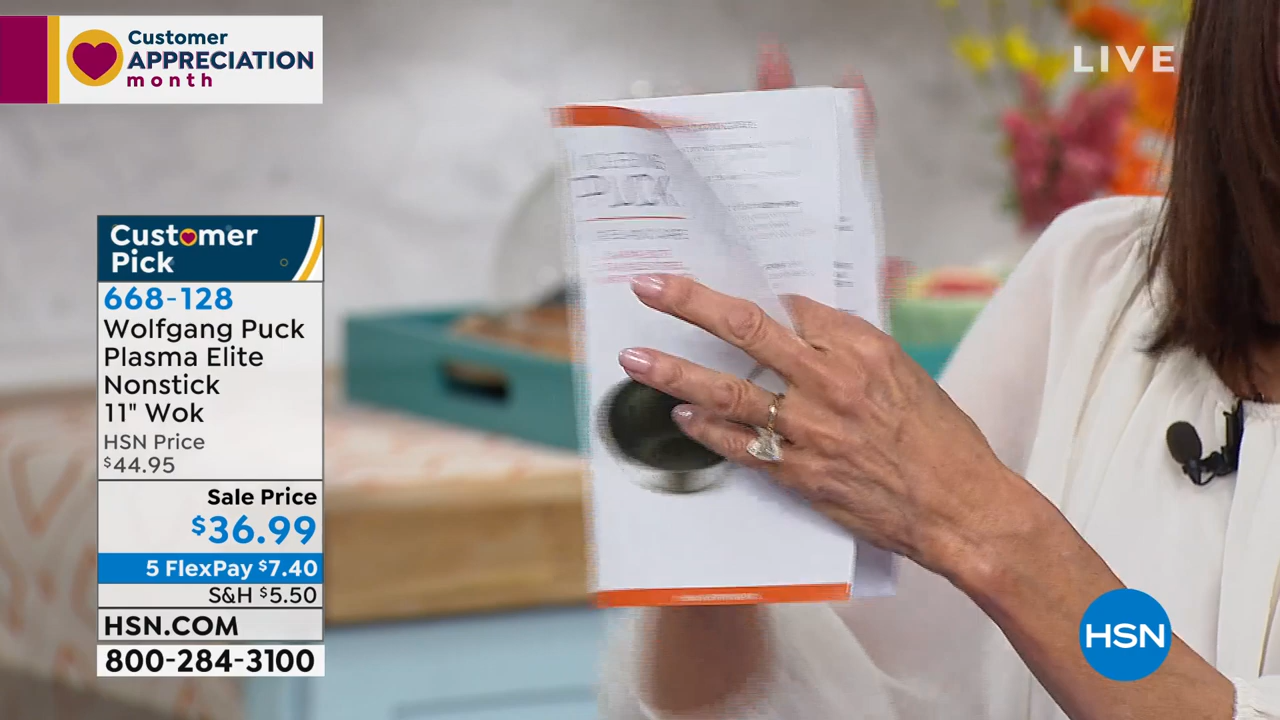 Customer
APPRECIATION
month
LIVE
Customer
Pick
668-128
Wolfgang Puck
Plasma Elite
Nonstick
11" Wok
HSN Price
$44.95
Sale Price
$36.99
5 FlexPay $7.40
S&H $5.50
HSN.COM
800-284-3100
PUCK
HSN